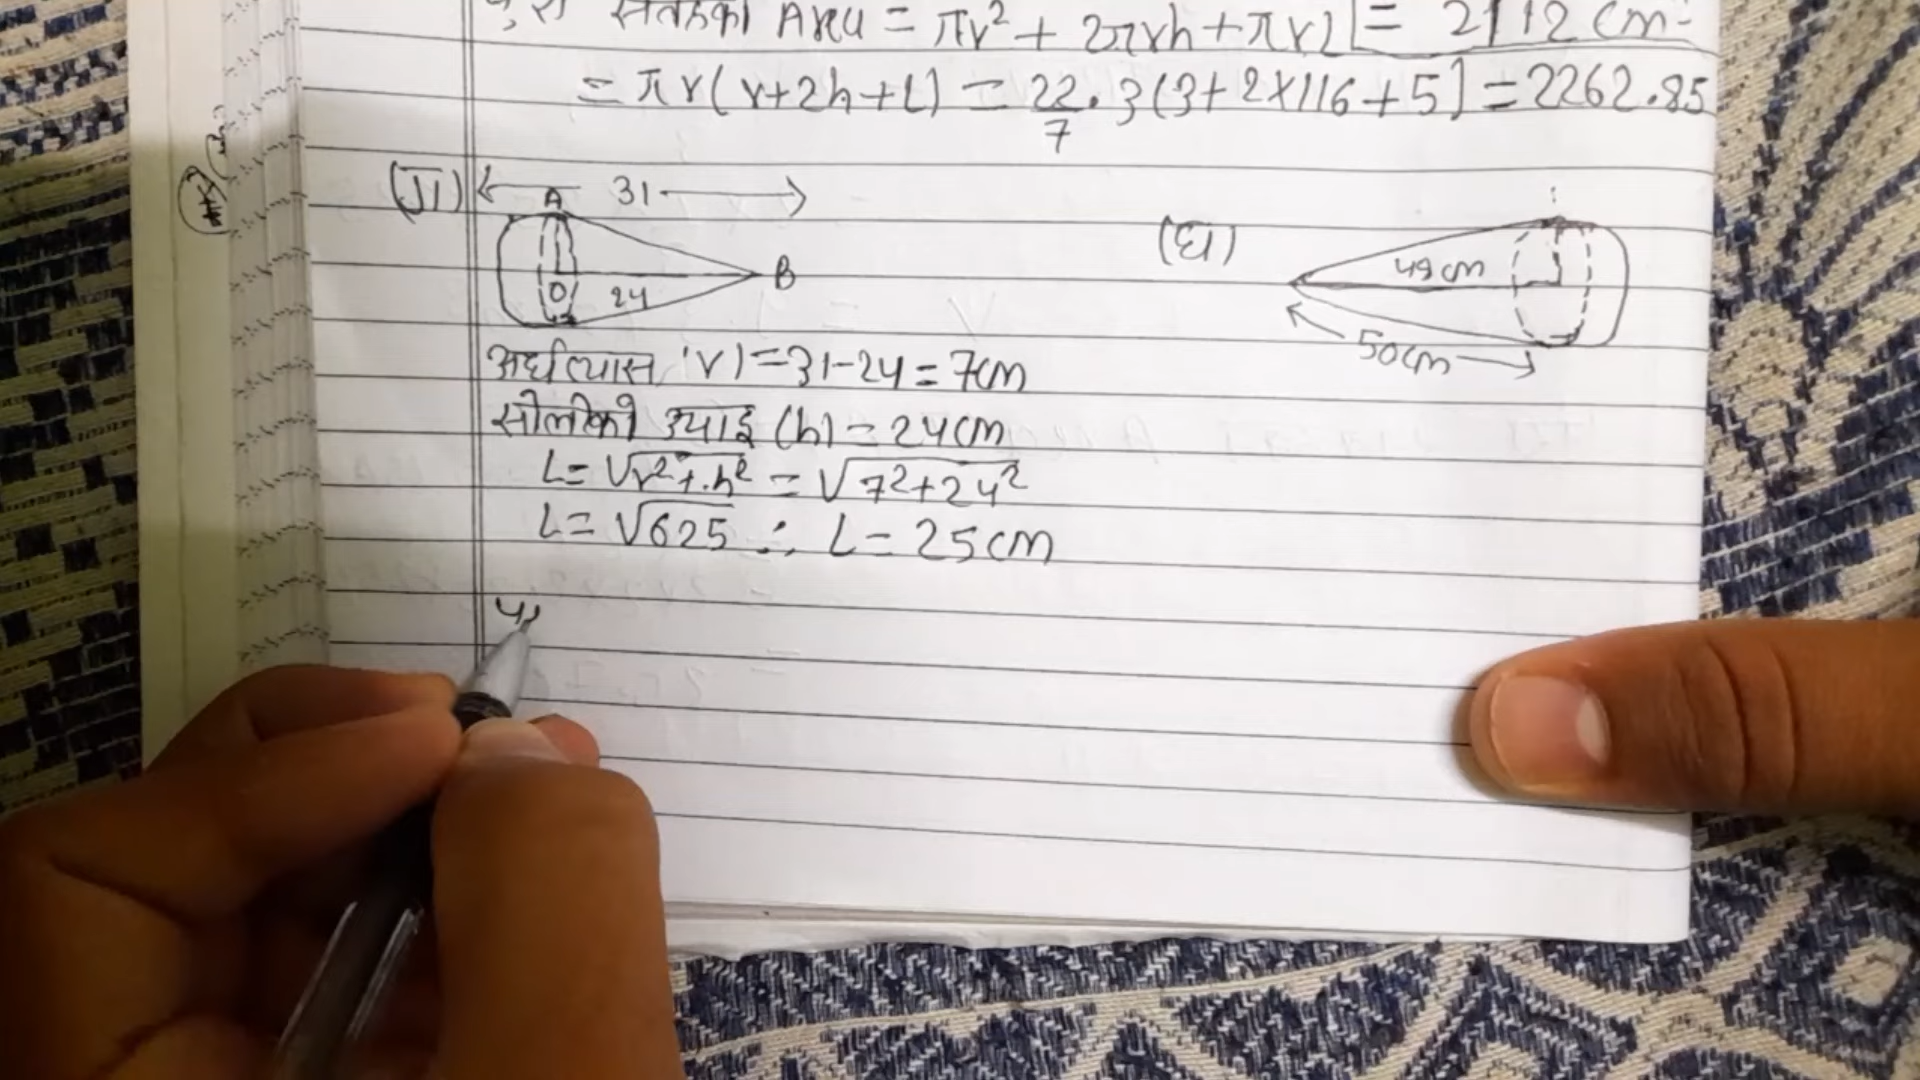 सतहको Area = πr² + 2πrh + πrl = 2112 cm²
= πr(r+2h+L) = 22/7 . 3(3+2×116+5] = 2262.85
(ग) 31
A
B
O
24
(घ)
49cm
50cm
अर्धव्यास (r) = 31-24 = 7cm
सोलीको उचाई (h) = 24cm
L = √r²+h² = √7²+24²
L = √625 ∴ L = 25cm